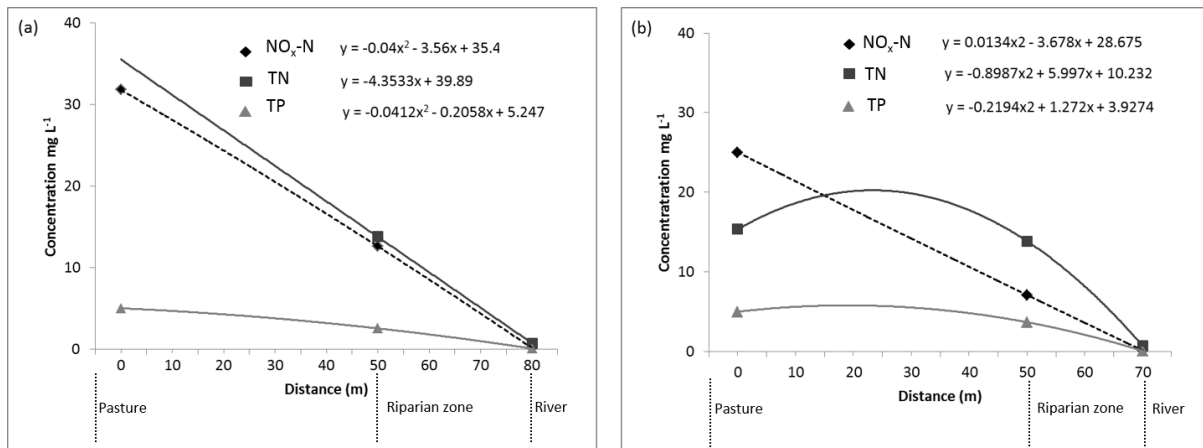 (a)
40
30
20
10
0
Concentration mg L⁻¹
NOₓ-N y = -0.04x² - 3.56x + 35.4
TN y = -4.3533x + 39.89
TP y = -0.0412x² - 0.2058x + 5.247
0 10 20 30 40 50 60 70 80
Distance (m)
Pasture Riparian zone River
(b)
40
30
20
10
0
Concentratration mg L⁻¹
NOₓ-N y = 0.0134x2 - 3.678x + 28.675
TN y = -0.8987x2 + 5.997x + 10.232
TP y = -0.2194x2 + 1.272x + 3.9274
0 10 20 30 40 50 60 70
Distance (m)
Pasture Riparian zone River